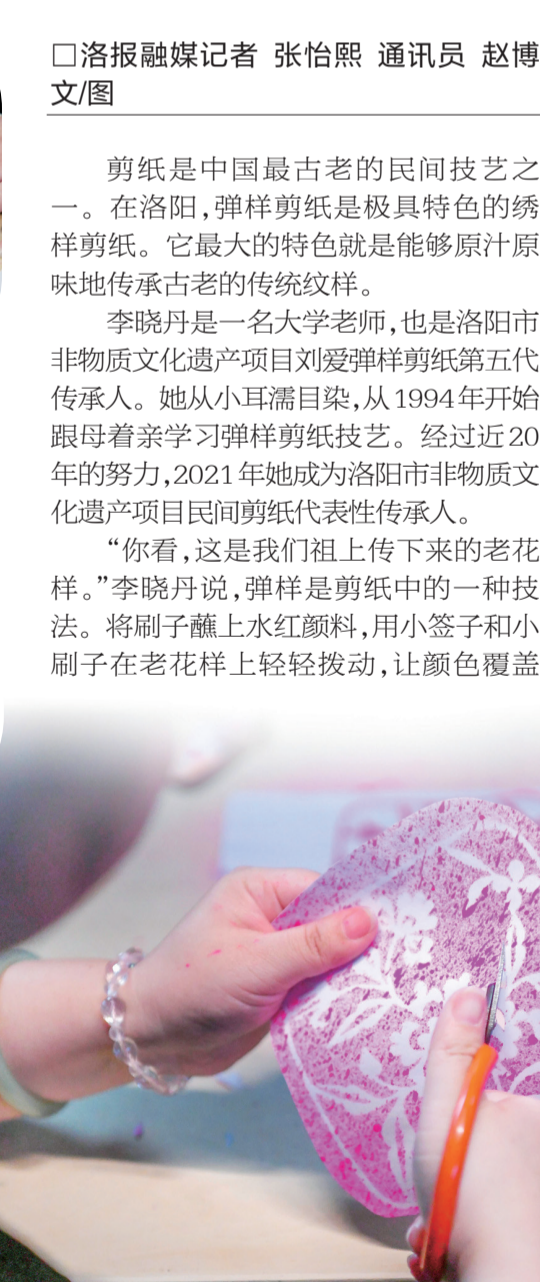 □洛报融媒记者 张怡熙 通讯员 赵博
文/图
剪纸是中国最古老的民间技艺之
一。在洛阳,弹样剪纸是极具特色的绣
样剪纸。它最大的特色就是能够原汁原
味地传承古老的传统纹样。
李晓丹是一名大学老师,也是洛阳市
非物质文化遗产项目刘爱弹样剪纸第五代
传承人。她从小耳濡目染,从1994年开始
跟母着亲学习弹样剪纸技艺。经过近20
年的努力,2021年她成为洛阳市非物质文
化遗产项目民间剪纸代表性传承人。
“你看,这是我们祖上传下来的老花
样。”李晓丹说,弹样是剪纸中的一种技
法。将刷子蘸上水红颜料,用小签子和小
刷子在老花样上轻轻拨动,让颜色覆盖